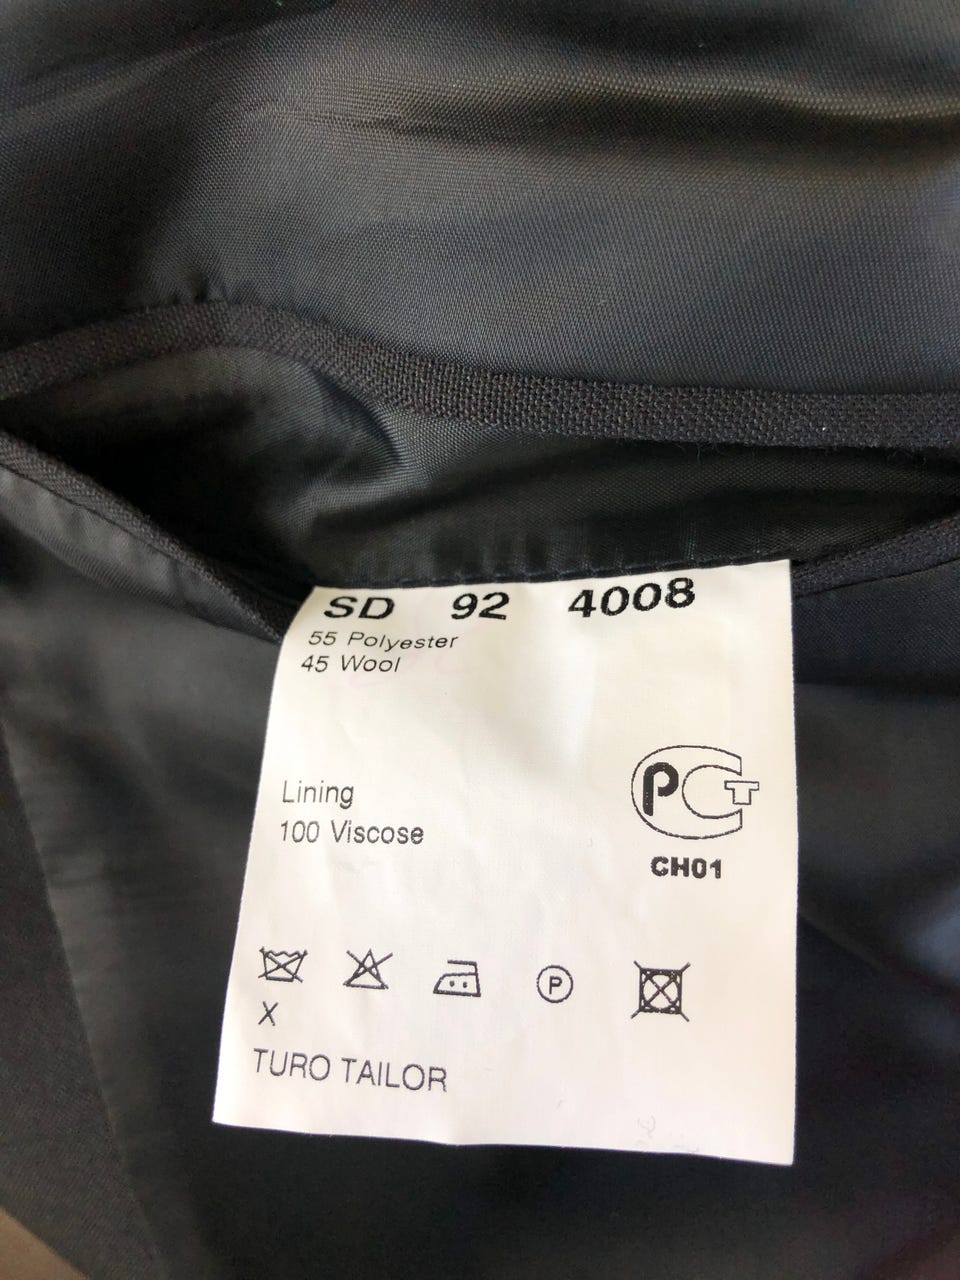 SD 92 4008
55 Polyester
45 Wool
Lining
100 Viscose
РСТ
CH01
P
X
TURO TAILOR